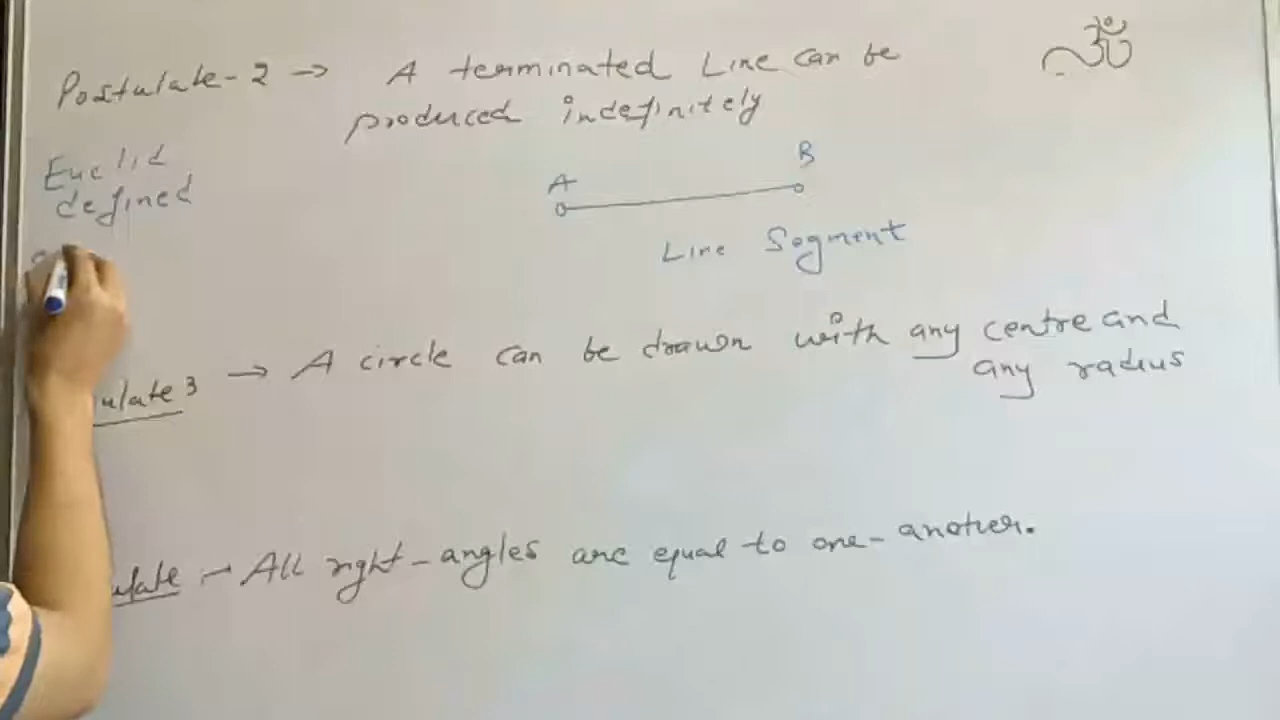 ॐ
Postulate-2 → A terminated Line can be
produced indefinitely
Euclid
defined
A B
Line Segment
ulate 3 → A circle can be drawn with any centre and
any radius
ulate :- All right-angles are equal to one-another.